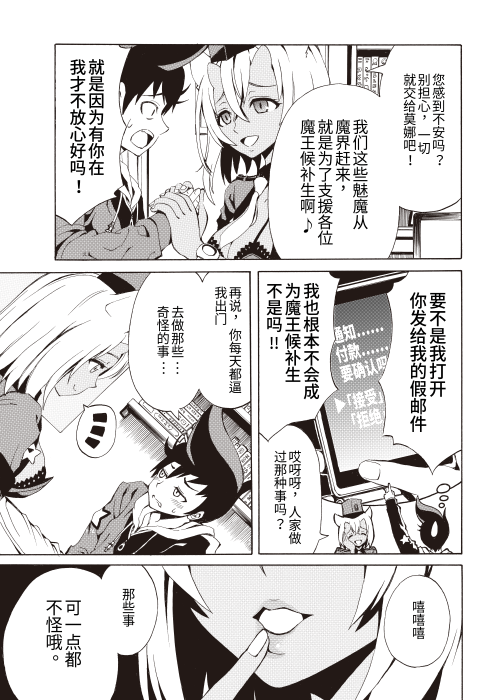 您感到不安吗？
别担心，一切
就交给莫娜吧！
我们这些魅魔从
魔界赶来，
就是为了支援各位
魔王候补生啊♪
就是因为有你在
我才不放心好吗！
要不是我打开
你发给我的假邮件
通知……
付款……
要确认吗
▶「接受」
「拒绝
我也根本不会成
为魔王候补生
不是吗!!
哎呀呀，人家做
过那种事吗？
再说，你每天都逼
我出门
去做那些…
奇怪的事…
嘻嘻嘻
那些事
可一点都
不怪哦。